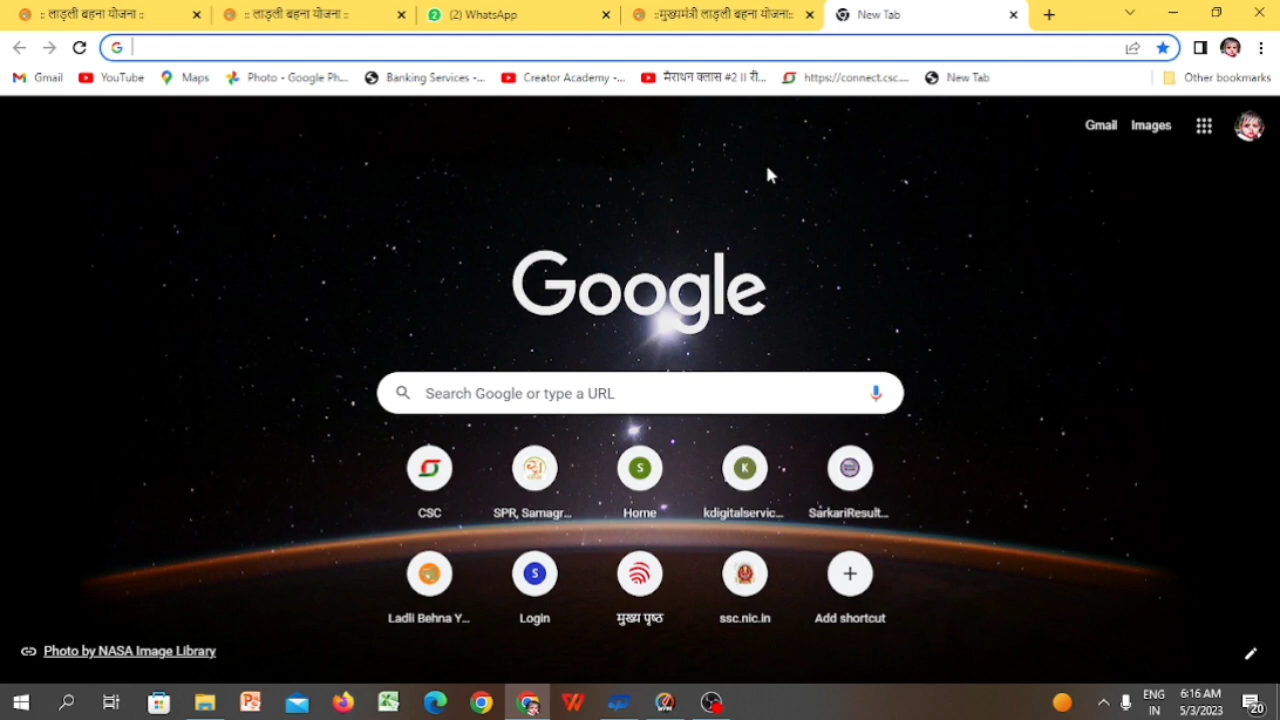 :: लाड़ली बहना योजना ::
:: लाड़ली बहना योजना ::
(2) WhatsApp
::मुख्यमंत्री लाड़ली बहना योजना::
New Tab
Gmail
YouTube
Maps
Photo - Google Ph...
Banking Services -...
Creator Academy -...
मैराथन क्लास #2 II री...
https://connect.csc....
New Tab
Other bookmarks
Gmail
Images
Google
Search Google or type a URL
CSC
SPR, Samagr...
S
Home
K
kdigitalservic...
SarkariResult...
Ladli Behna Y...
S
Login
मुख्य पृष्ठ
ssc.nic.in
Add shortcut
Photo by NASA Image Library
ENG
IN
6:16 AM
5/3/2023
20